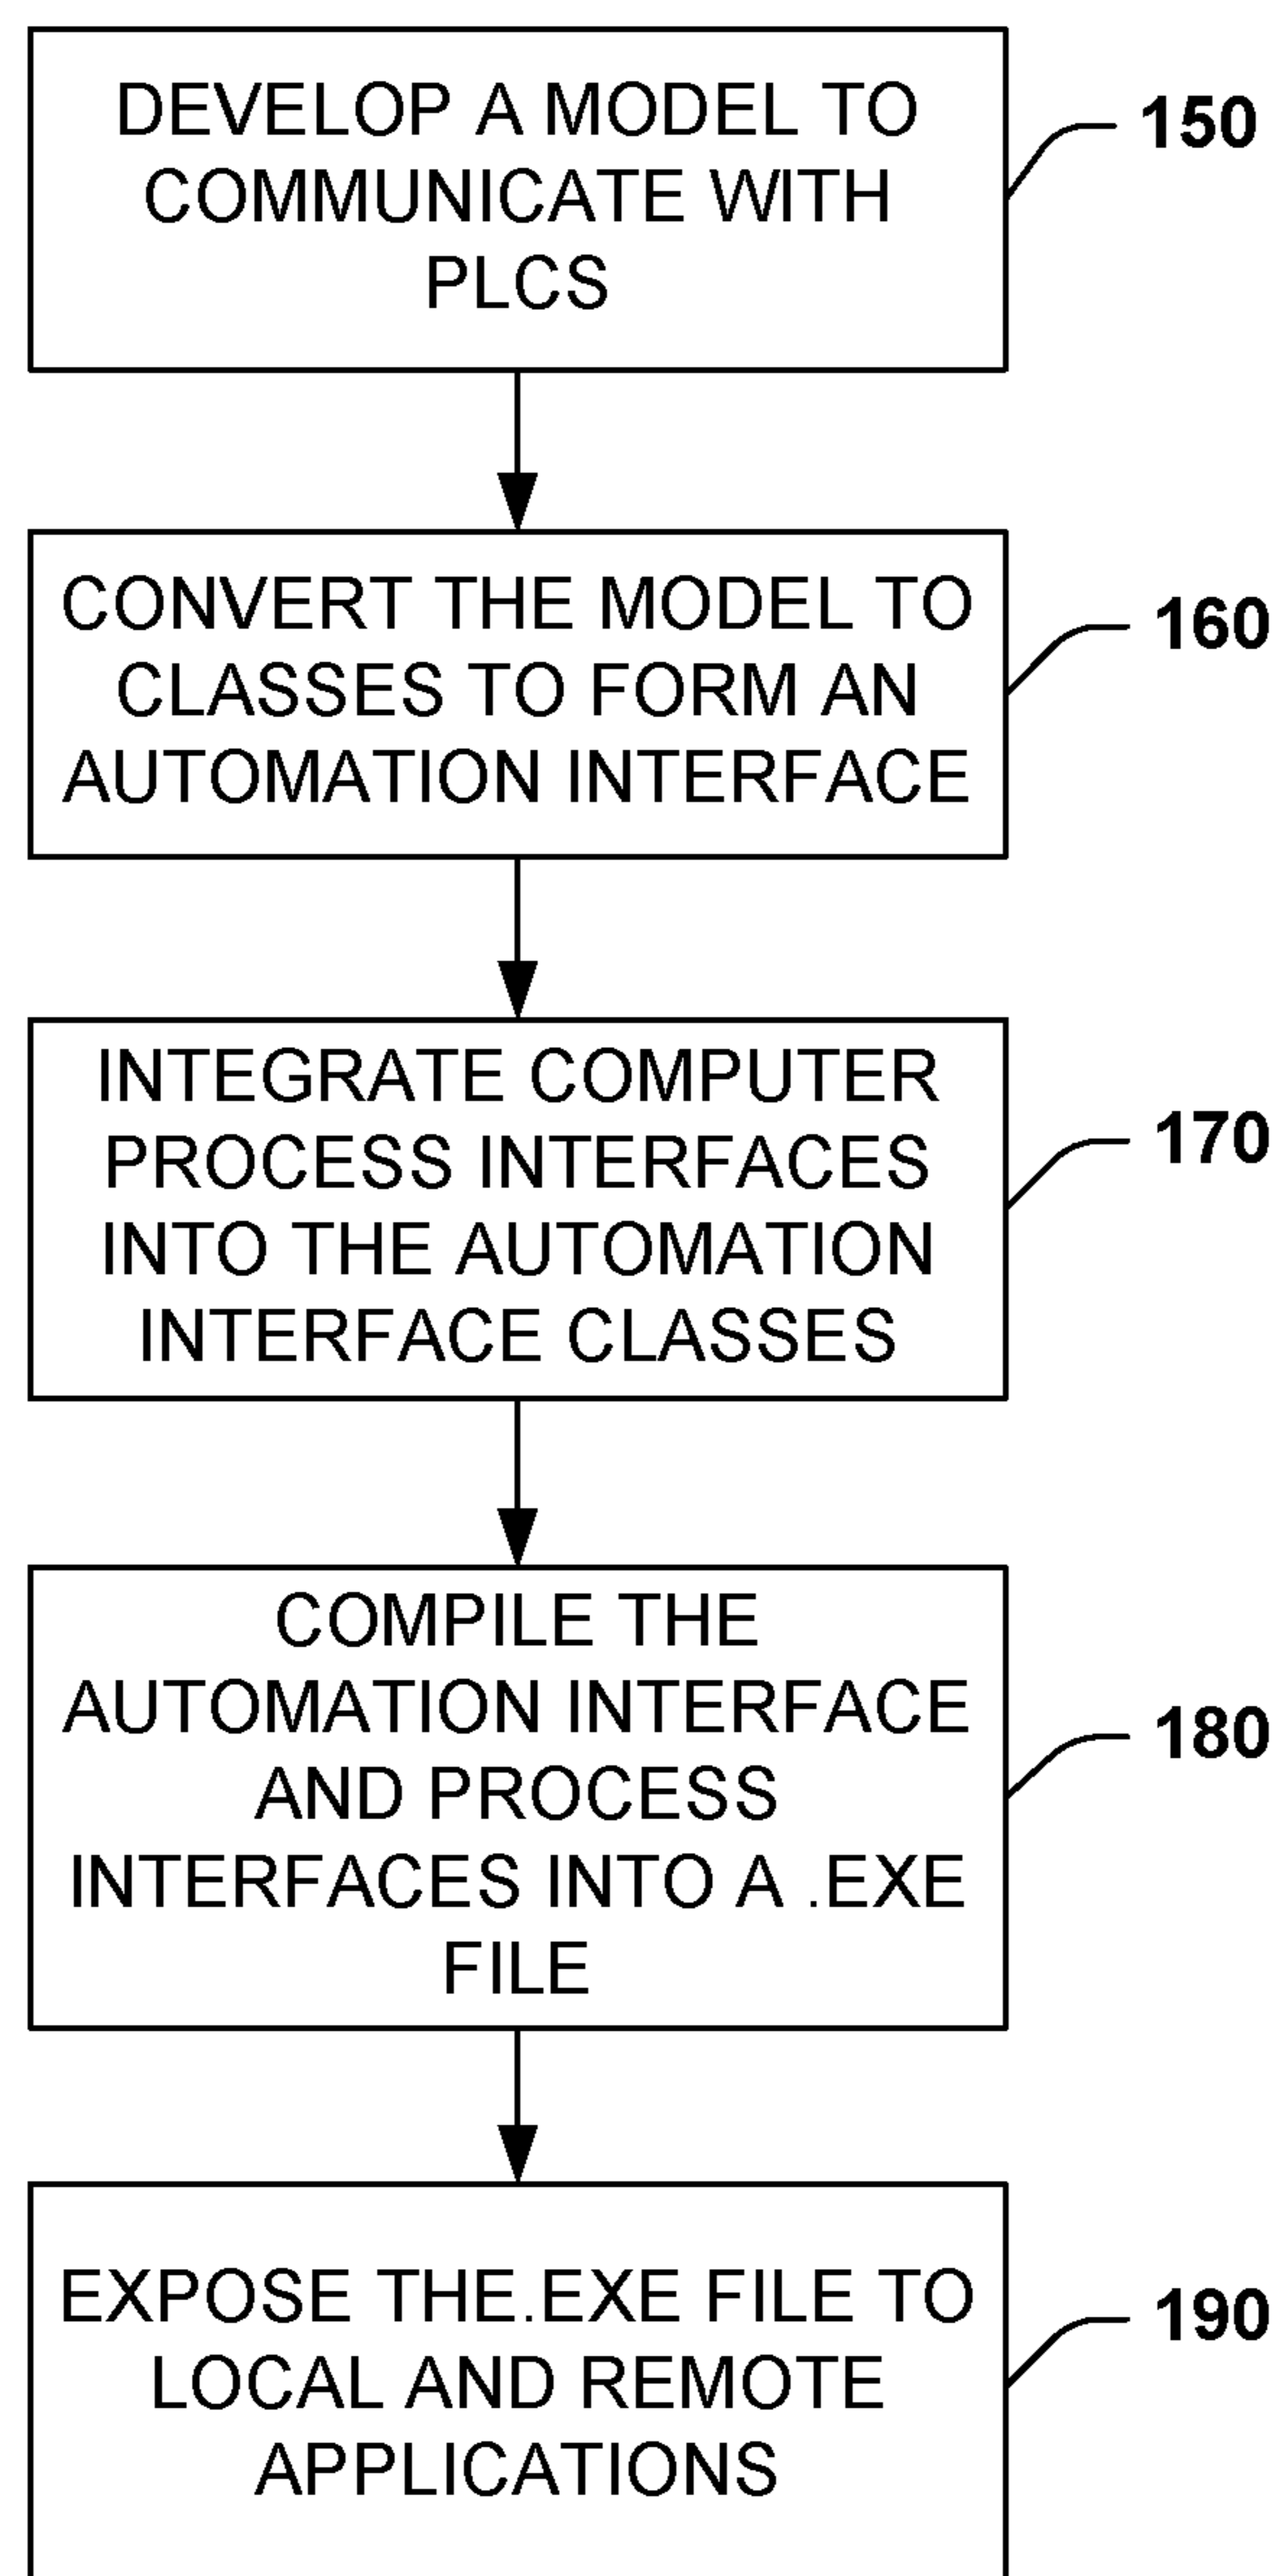 DEVELOP A MODEL TO
COMMUNICATE WITH
PLCS
150
CONVERT THE MODEL TO
CLASSES TO FORM AN
AUTOMATION INTERFACE
160
INTEGRATE COMPUTER
PROCESS INTERFACES
INTO THE AUTOMATION
INTERFACE CLASSES
170
COMPILE THE
AUTOMATION INTERFACE
AND PROCESS
INTERFACES INTO A .EXE
FILE
180
EXPOSE THE.EXE FILE TO
LOCAL AND REMOTE
APPLICATIONS
190